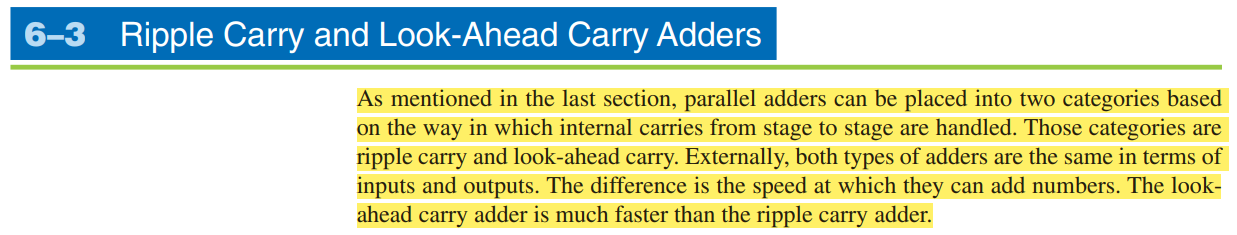 6–3 Ripple Carry and Look-Ahead Carry Adders
As mentioned in the last section, parallel adders can be placed into two categories based
on the way in which internal carries from stage to stage are handled. Those categories are
ripple carry and look-ahead carry. Externally, both types of adders are the same in terms of
inputs and outputs. The difference is the speed at which they can add numbers. The look-
ahead carry adder is much faster than the ripple carry adder.